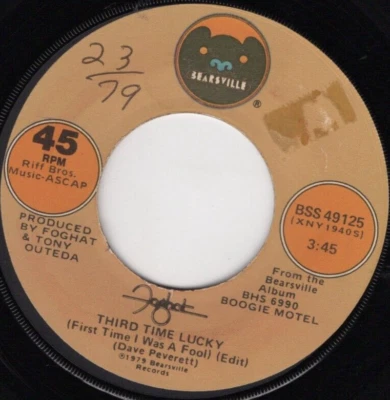 23
79
BEARSVILLE
®
45
RPM
Riff Bros.
Music-ASCAP
PRODUCED
BY FOGHAT
& TONY
OUTEDA
BSS 49125
(XNY1940S)
3:45
From the
Bearsville
Album
BHS 6990
BOOGIE MOTEL
Foghat
THIRD TIME LUCKY
(First Time I Was A Fool) (Edit)
(Dave Peverett)
©1979 Bearsville
Records